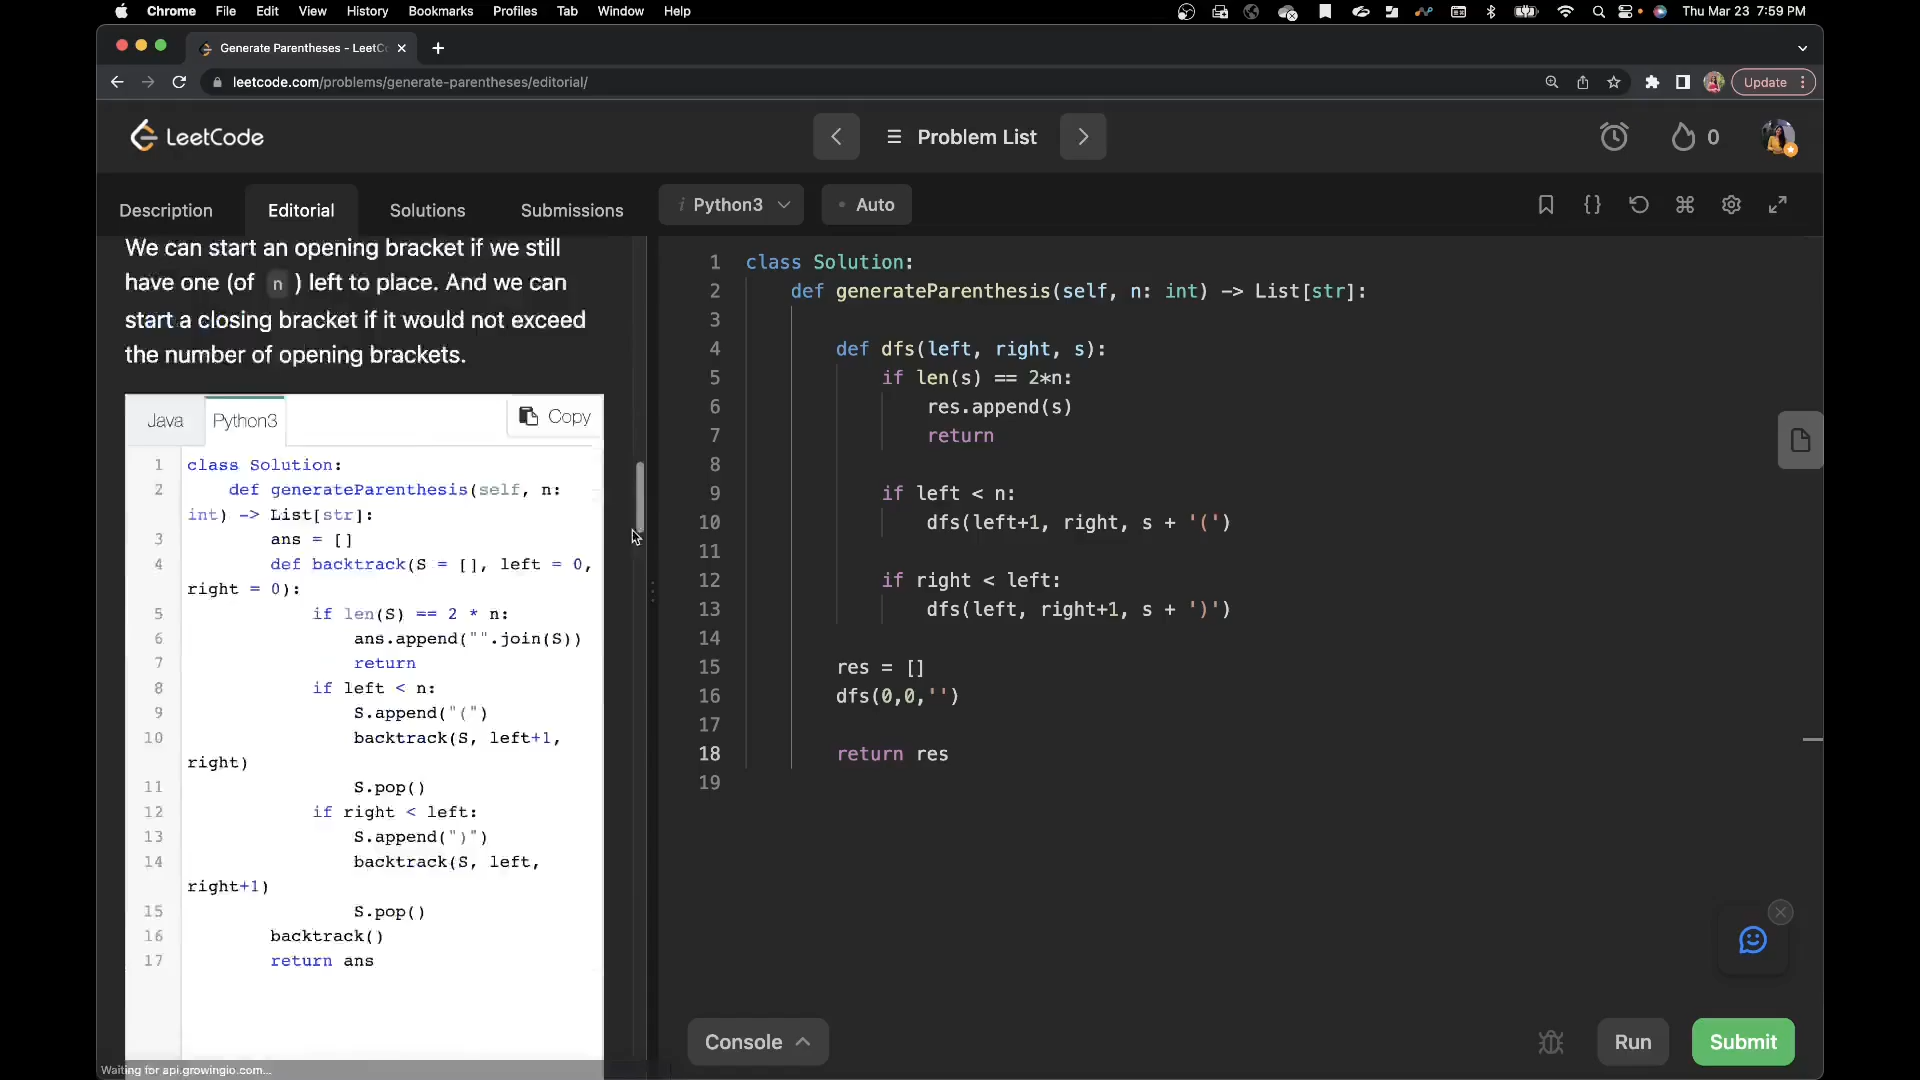 Chrome File Edit View History Bookmarks Profiles Tab Window Help Thu Mar 23 7:59 PM
Generate Parentheses - LeetC
leetcode.com/problems/generate-parentheses/editorial/ Update
LeetCode Problem List 0
Description Editorial Solutions Submissions
i Python3 Auto {}
We can start an opening bracket if we still
have one (of n ) left to place. And we can
start a closing bracket if it would not exceed
the number of opening brackets.
Java Python3 Copy
1 class Solution:
2 def generateParenthesis(self, n:
int) -> List[str]:
3 ans = []
4 def backtrack(S = [], left = 0,
right = 0):
5 if len(S) == 2 * n:
6 ans.append("".join(S))
7 return
8 if left < n:
9 S.append("(")
10 backtrack(S, left+1,
right)
11 S.pop()
12 if right < left:
13 S.append(")")
14 backtrack(S, left,
right+1)
15 S.pop()
16 backtrack()
17 return ans
Waiting for api.growingio.com...
1 class Solution:
2 def generateParenthesis(self, n: int) -> List[str]:
3
4 def dfs(left, right, s):
5 if len(s) == 2*n:
6 res.append(s)
7 return
8
9 if left < n:
10 dfs(left+1, right, s + '(')
11
12 if right < left:
13 dfs(left, right+1, s + ')')
14
15 res = []
16 dfs(0,0,'')
17
18 return res
19
Console Run Submit